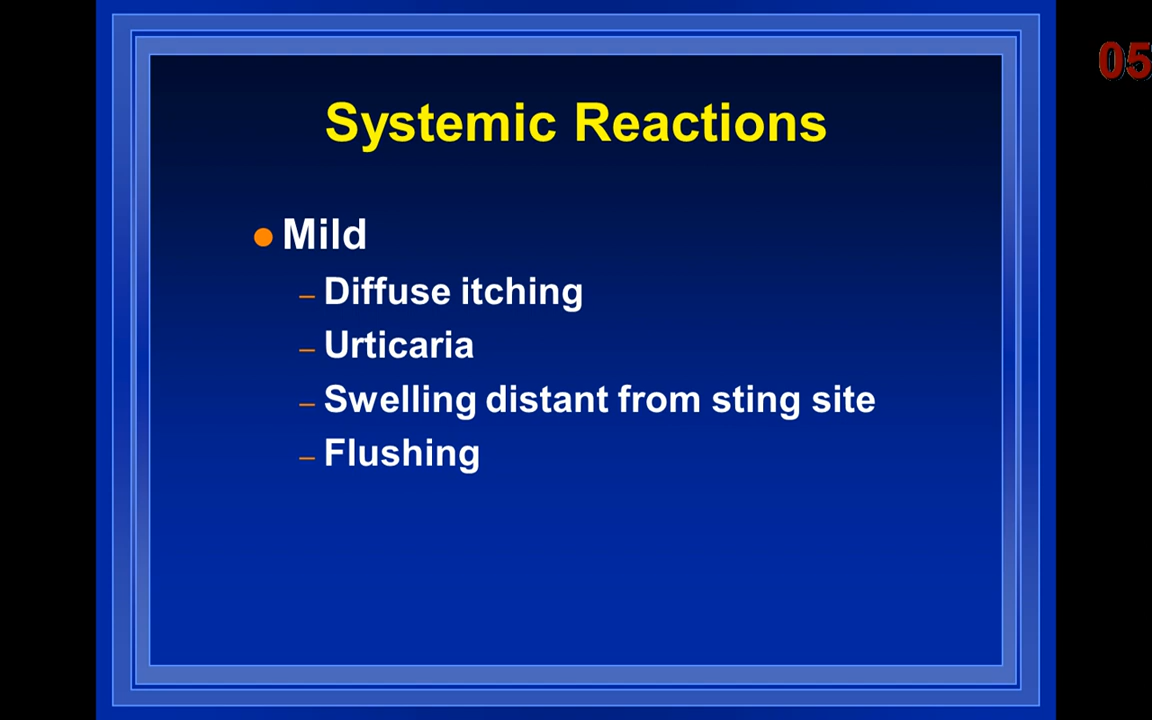 Systemic Reactions
● Mild
– Diffuse itching
– Urticaria
– Swelling distant from sting site
– Flushing
05